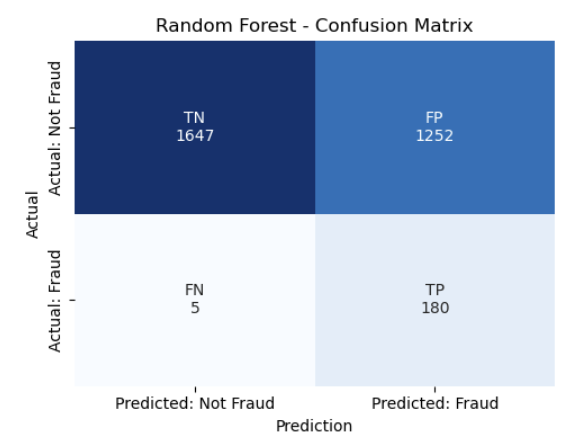 Random Forest - Confusion Matrix
Actual
Actual: Not Fraud
TN
1647
FP
1252
Actual: Fraud
FN
5
TP
180
Predicted: Not Fraud
Predicted: Fraud
Prediction